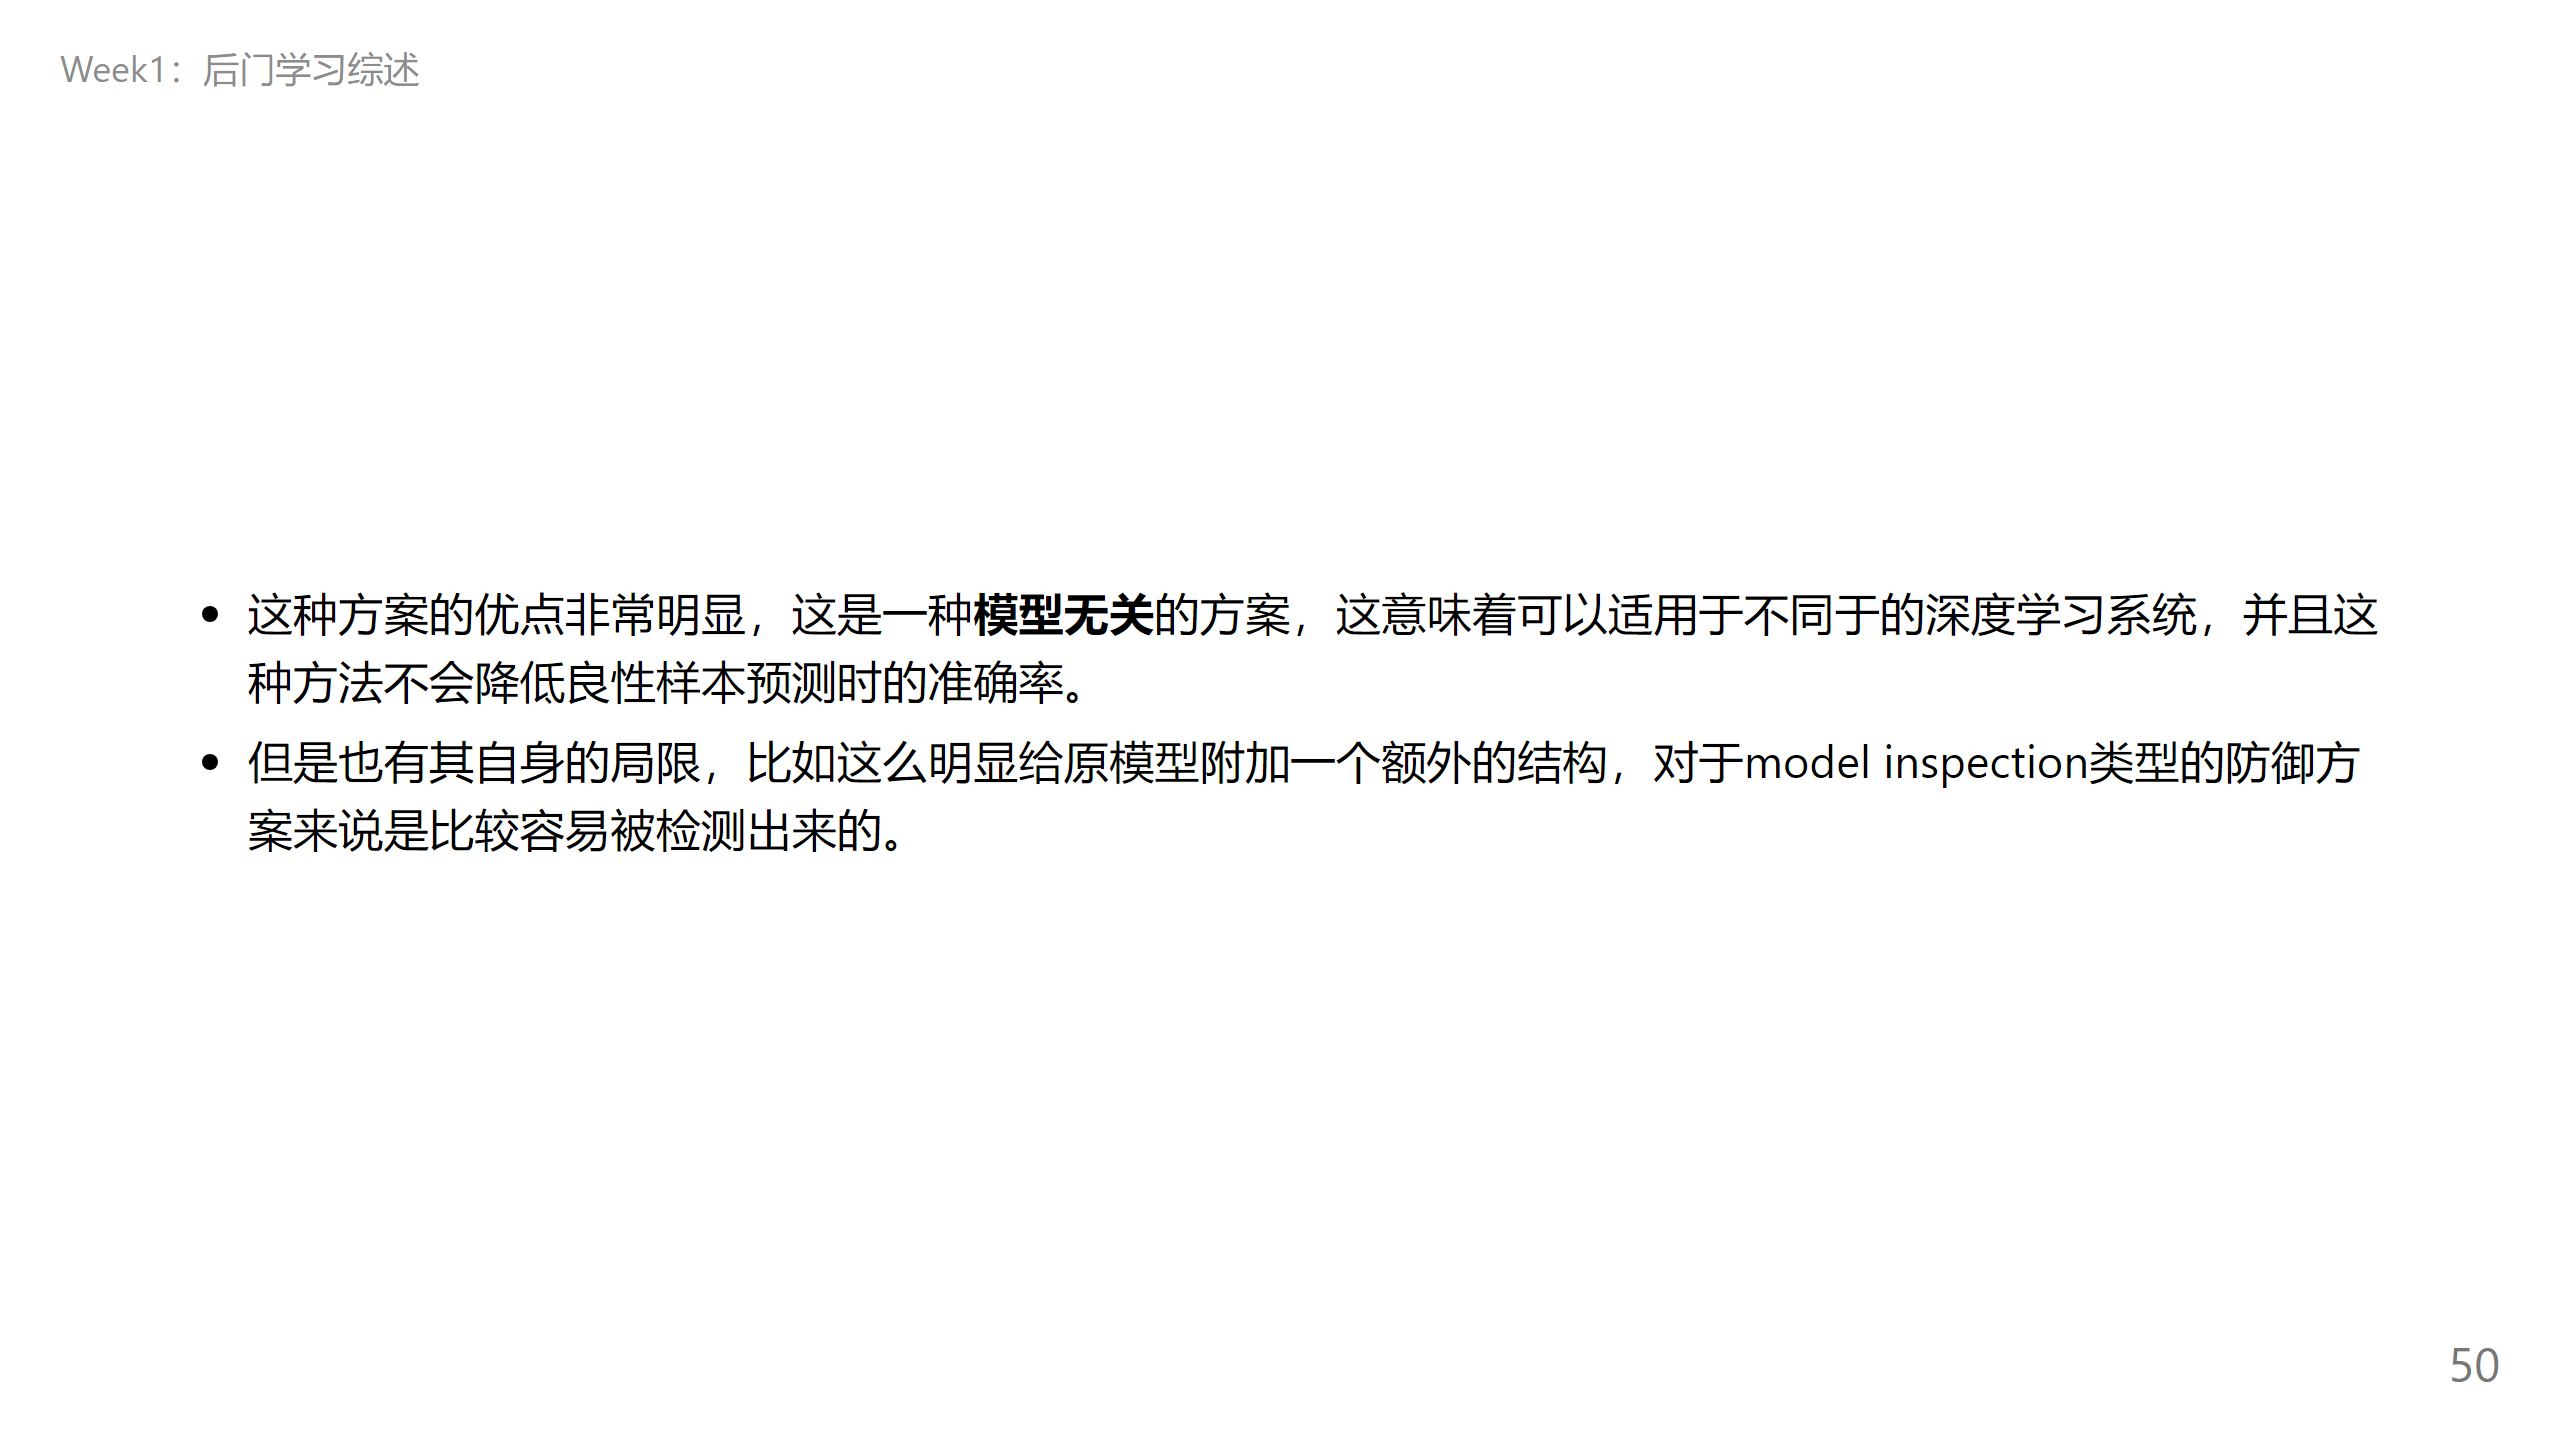 Week1：后门学习综述
• 这种方案的优点非常明显，这是一种模型无关的方案，这意味着可以适用于不同于的深度学习系统，并且这
种方法不会降低良性样本预测时的准确率。
• 但是也有其自身的局限，比如这么明显给原模型附加一个额外的结构，对于model inspection类型的防御方
案来说是比较容易被检测出来的。
50